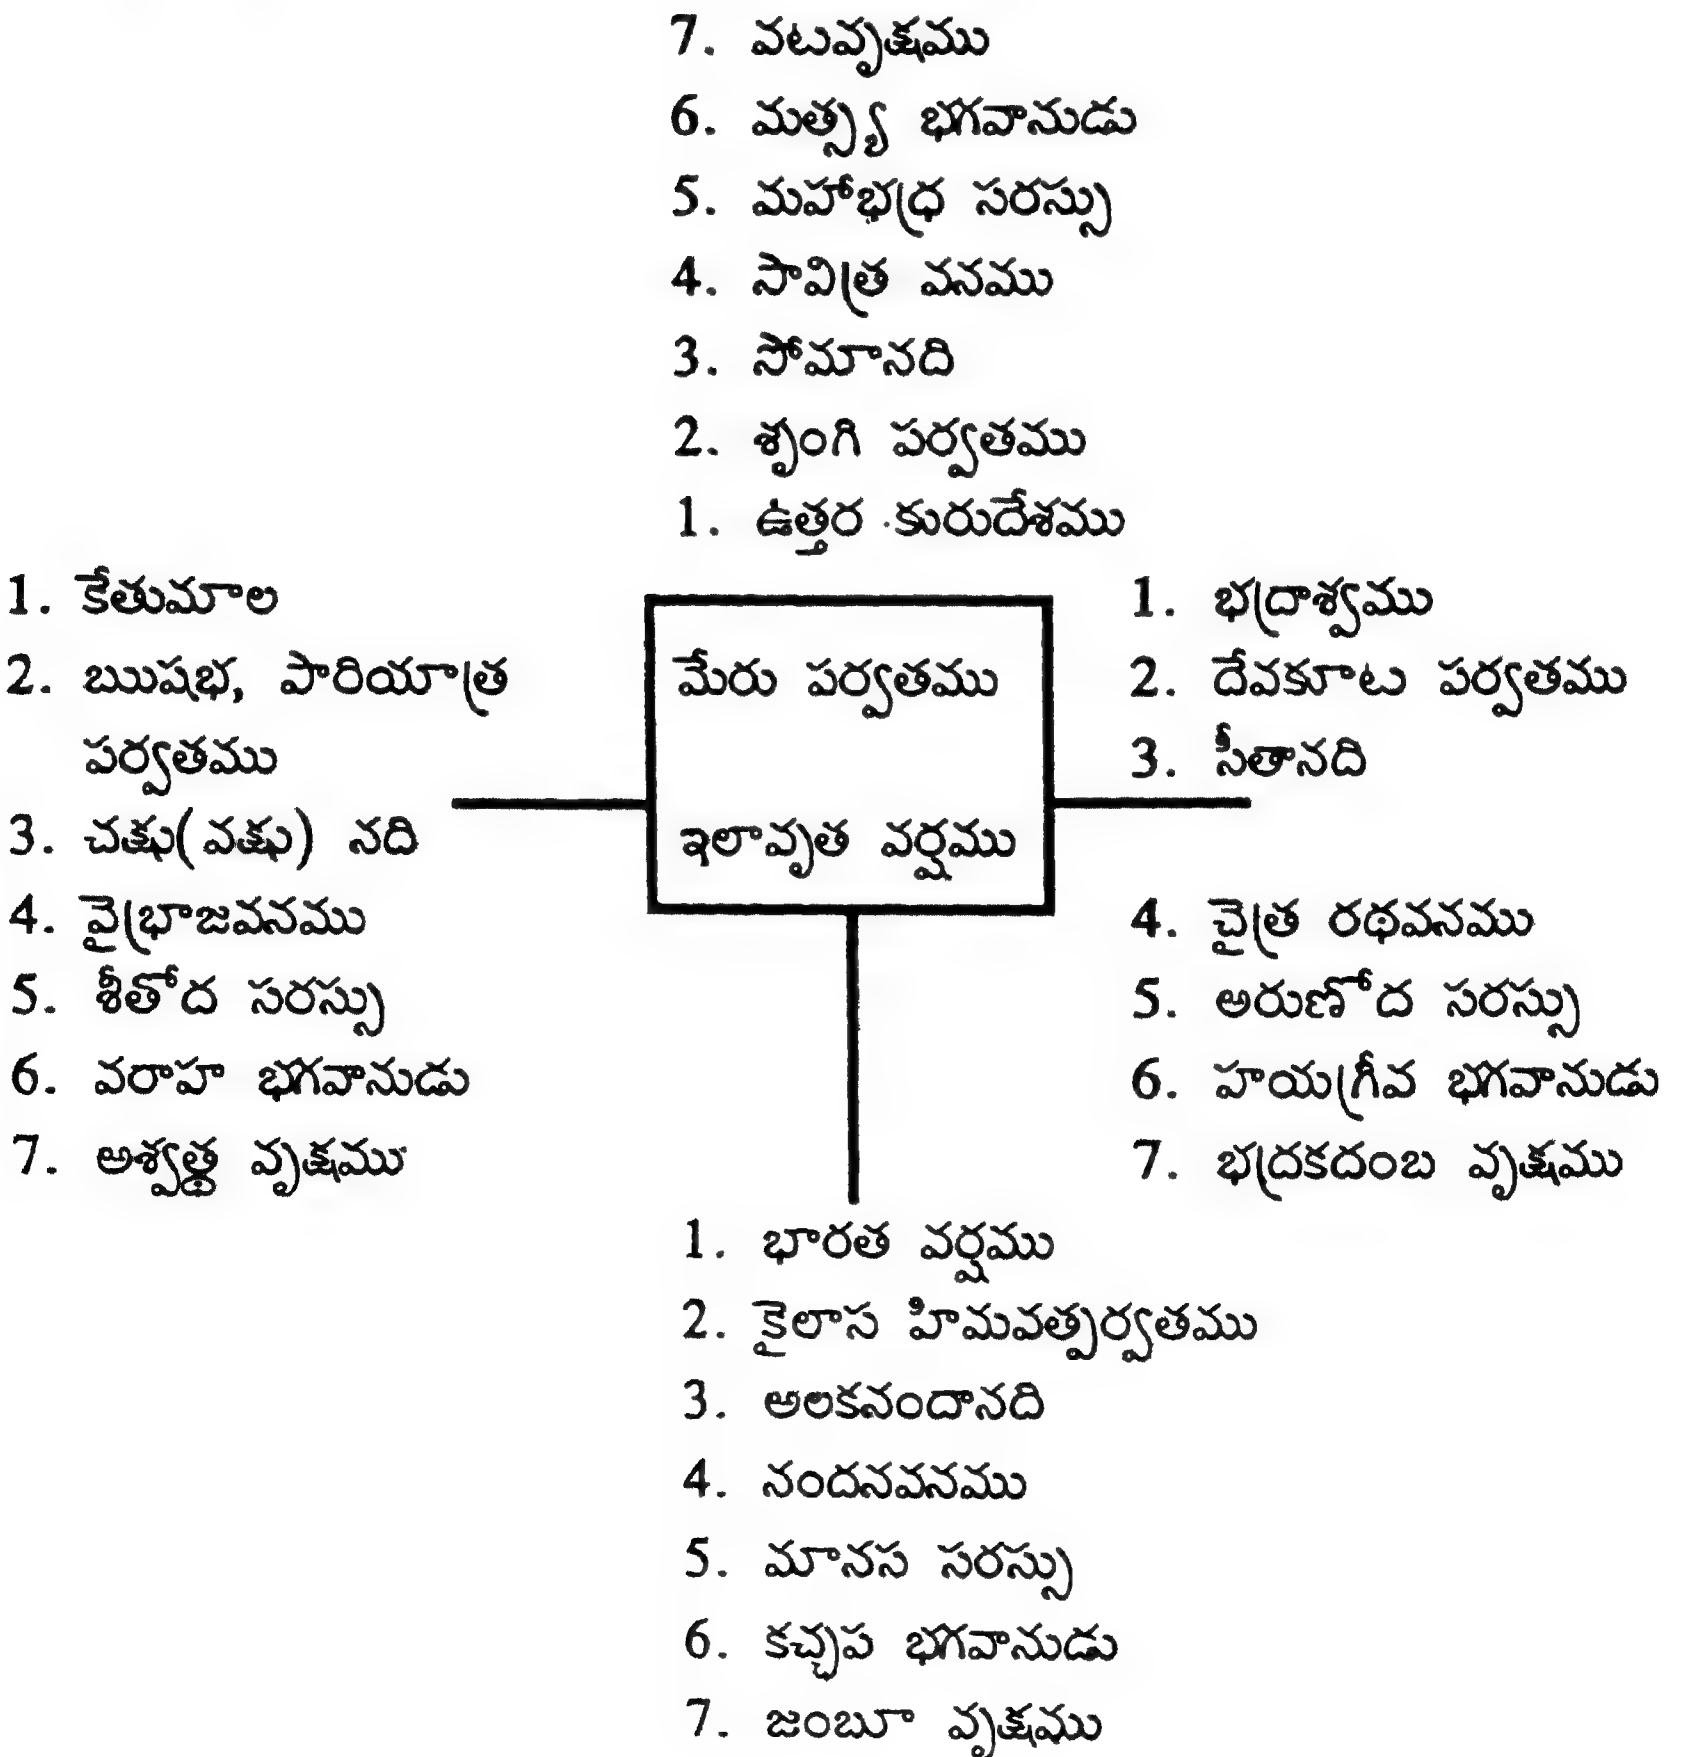 7. వటవృక్షము
6. మత్స్య భగవానుడు
5. మహాభధ్ర సరస్సు
4. సావిత్ర వనము
3. సోమానది
2. శృంగి పర్వతము
1. ఉత్తర కురుదేశము
1. కేతుమాల
2. ఋషభ, పారియాత్ర
పర్వతము
3. చక్షు(వక్షు) నది
4. వైభ్రాజవనము
5. శీతోద సరస్సు
6. వరాహ భగవానుడు
7. అశ్వత్థ వృక్షము
మేరు పర్వతము
ఇలావృత వర్షము
1. భద్రాశ్వము
2. దేవకూట పర్వతము
3. సీతానది
4. చైత్ర రథవనము
5. అరుణోద సరస్సు
6. హయగ్రీవ భగవానుడు
7. భద్రకదంబ వృక్షము
1. భారత వర్షము
2. కైలాస హిమవత్పర్వతము
3. అలకనందానది
4. నందనవనము
5. మానస సరస్సు
6. కచ్ఛప భగవానుడు
7. జంబూ వృక్షము